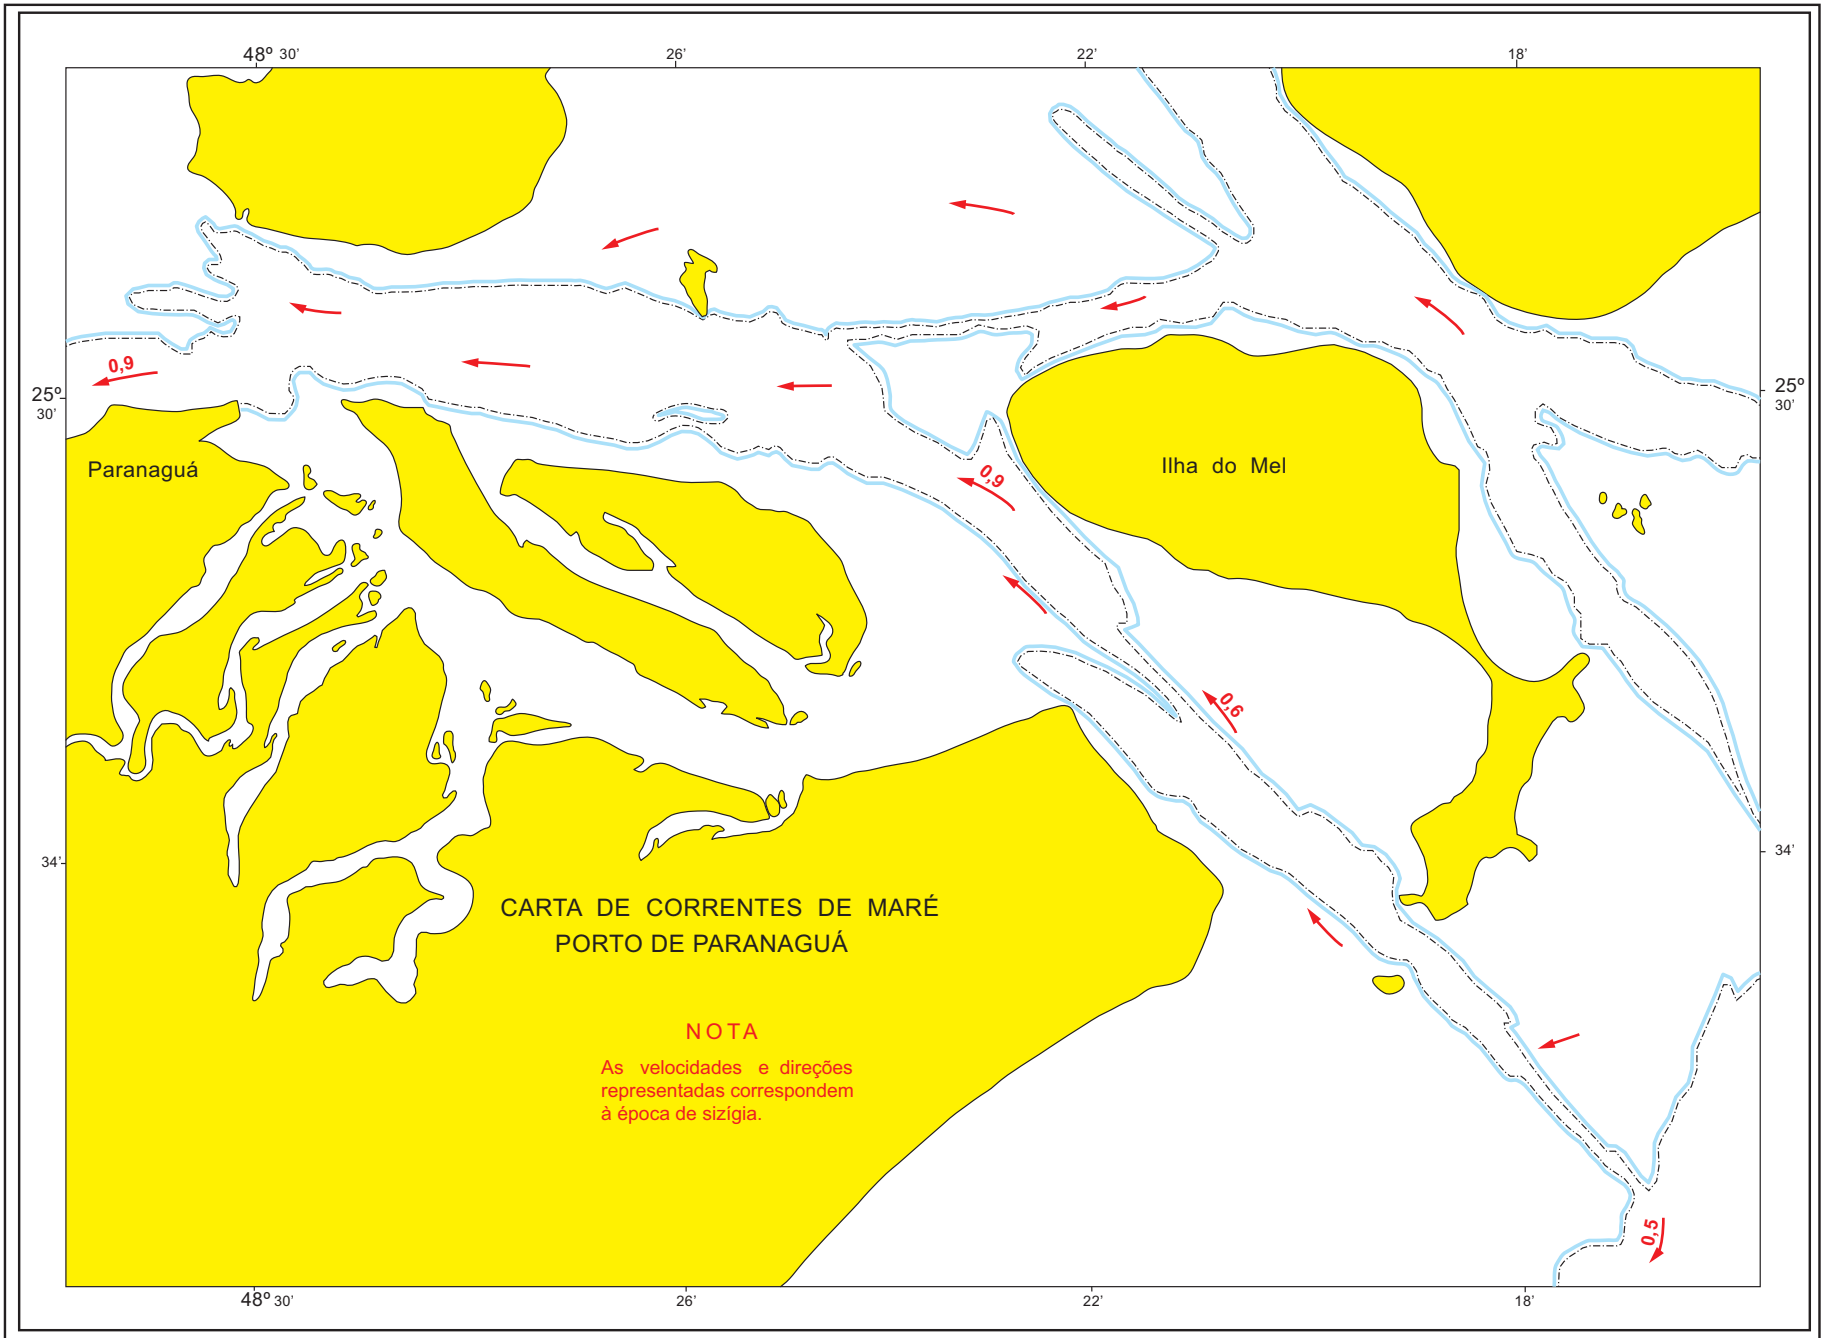 48º 30’ 26’ 22’ 18’
0,9
25º 30’
25º 30’
Paranaguá
Ilha do Mel
0,9
0,6
34’
34’
CARTA DE CORRENTES DE MARÉ
PORTO DE PARANAGUÁ
NOTA
As velocidades e direções
representadas correspondem
à época de sizígia.
0,5
48º 30’ 26’ 22’ 18’